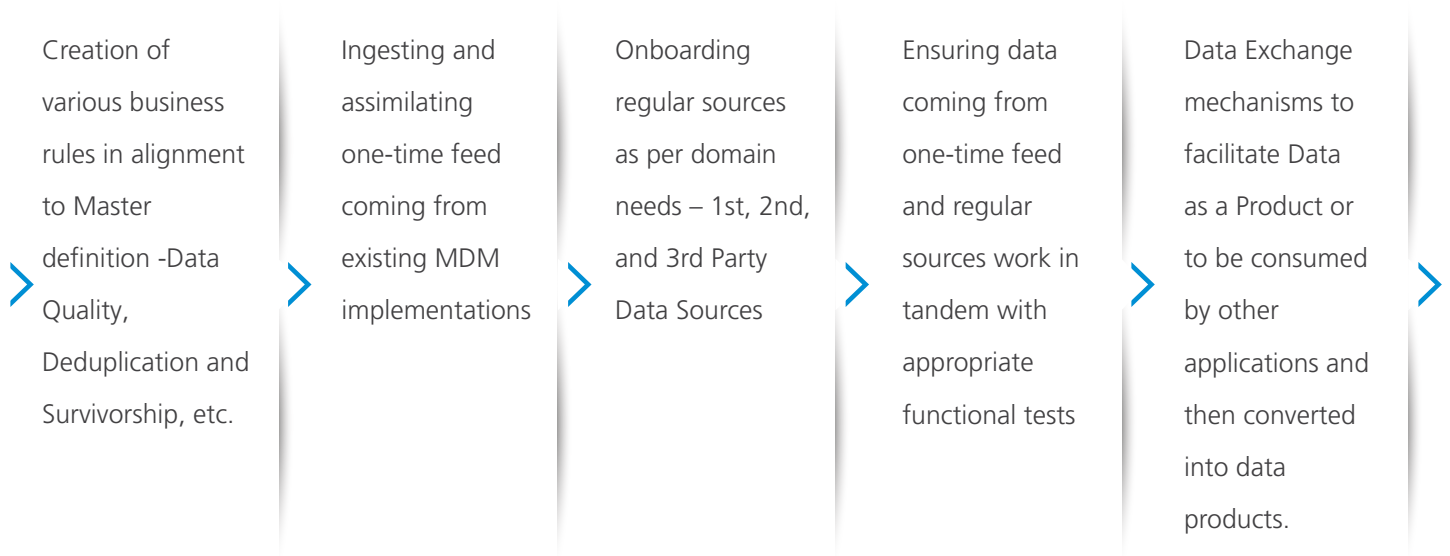 Creation of
various business
rules in alignment
to Master
definition -Data
Quality,
Deduplication and
Survivorship, etc.
Ingesting and
assimilating
one-time feed
coming from
existing MDM
implementations
Onboarding
regular sources
as per domain
needs – 1st, 2nd,
and 3rd Party
Data Sources
Ensuring data
coming from
one-time feed
and regular
sources work in
tandem with
appropriate
functional tests
Data Exchange
mechanisms to
facilitate Data
as a Product or
to be consumed
by other
applications and
then converted
into data
products.